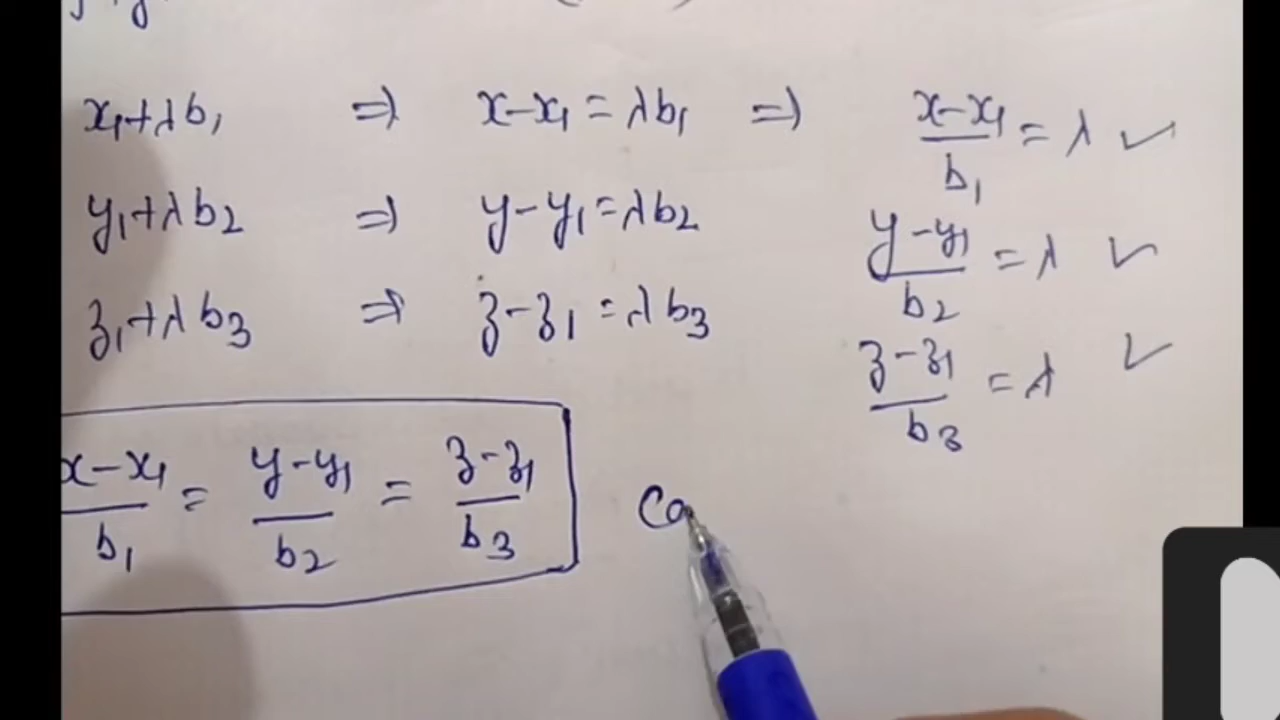 x₁+λb₁ ⇒ x-x₁=λb₁ ⇒ (x-x₁)/b₁ = λ ✓
y₁+λb₂ ⇒ y-y₁=λb₂ (y-y₁)/b₂ = λ ✓
z₁+λb₃ ⇒ z-z₁=λb₃ (z-z₁)/b₃ = λ ✓
(x-x₁)/b₁ = (y-y₁)/b₂ = (z-z₁)/b₃ Ca